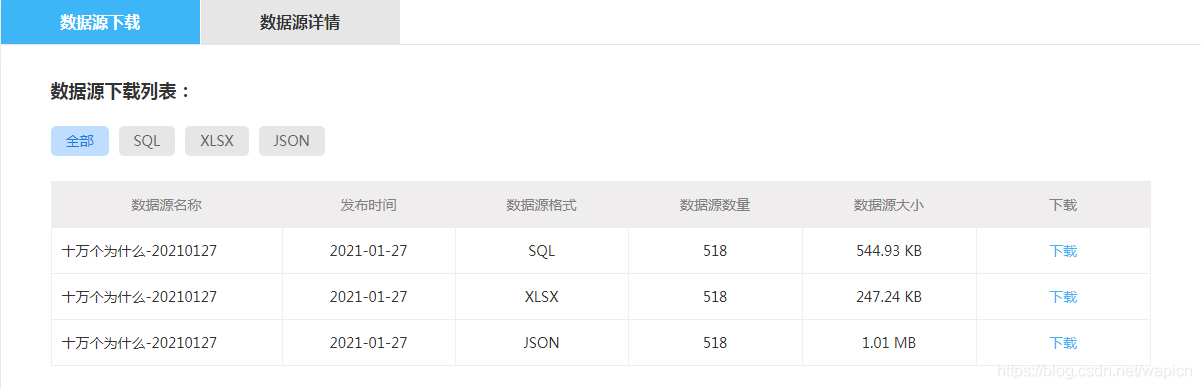 数据源下载 数据源详情
数据源下载列表：
全部 SQL XLSX JSON
数据源名称 发布时间 数据源格式 数据源数量 数据源大小 下载
十万个为什么-20210127 2021-01-27 SQL 518 544.93 KB 下载
十万个为什么-20210127 2021-01-27 XLSX 518 247.24 KB 下载
十万个为什么-20210127 2021-01-27 JSON 518 1.01 MB 下载
https://blog.csdn.net/wapicn